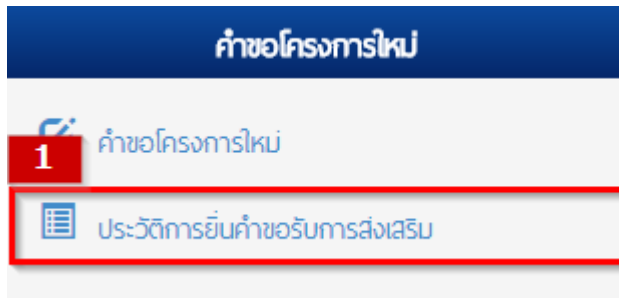 คำขอโครงการใหม่
คำขอโครงการใหม่
1
ประวัติการยื่นคำขอรับการส่งเสริม